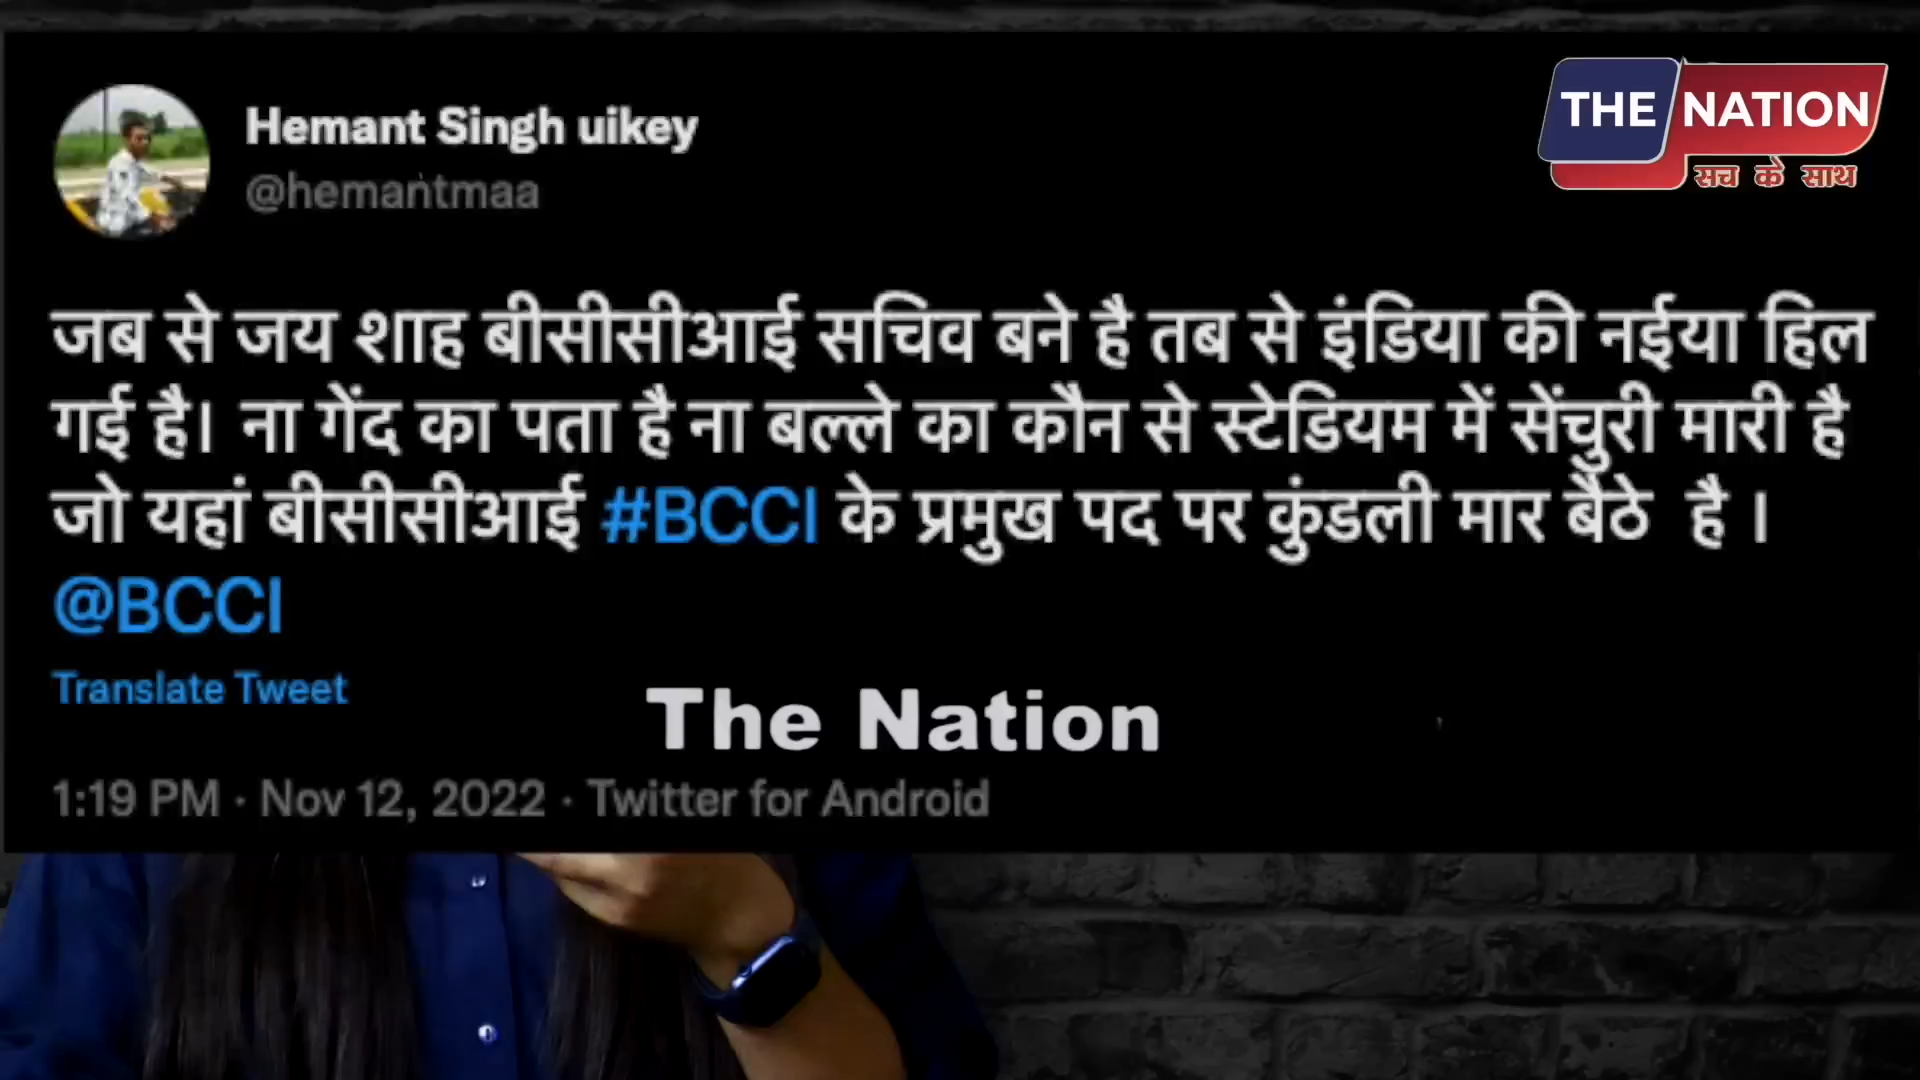 THE NATION
सच के साथ
Hemant Singh uikey
@hemantmaa
जब से जय शाह बीसीसीआई सचिव बने है तब से इंडिया की नईया हिल
गई है। ना गेंद का पता है ना बल्ले का कौन से स्टेडियम में सेंचुरी मारी है
जो यहां बीसीसीआई #BCCI के प्रमुख पद पर कुंडली मार बैठे है ।
@BCCI
Translate Tweet
The Nation
1:19 PM · Nov 12, 2022 · Twitter for Android